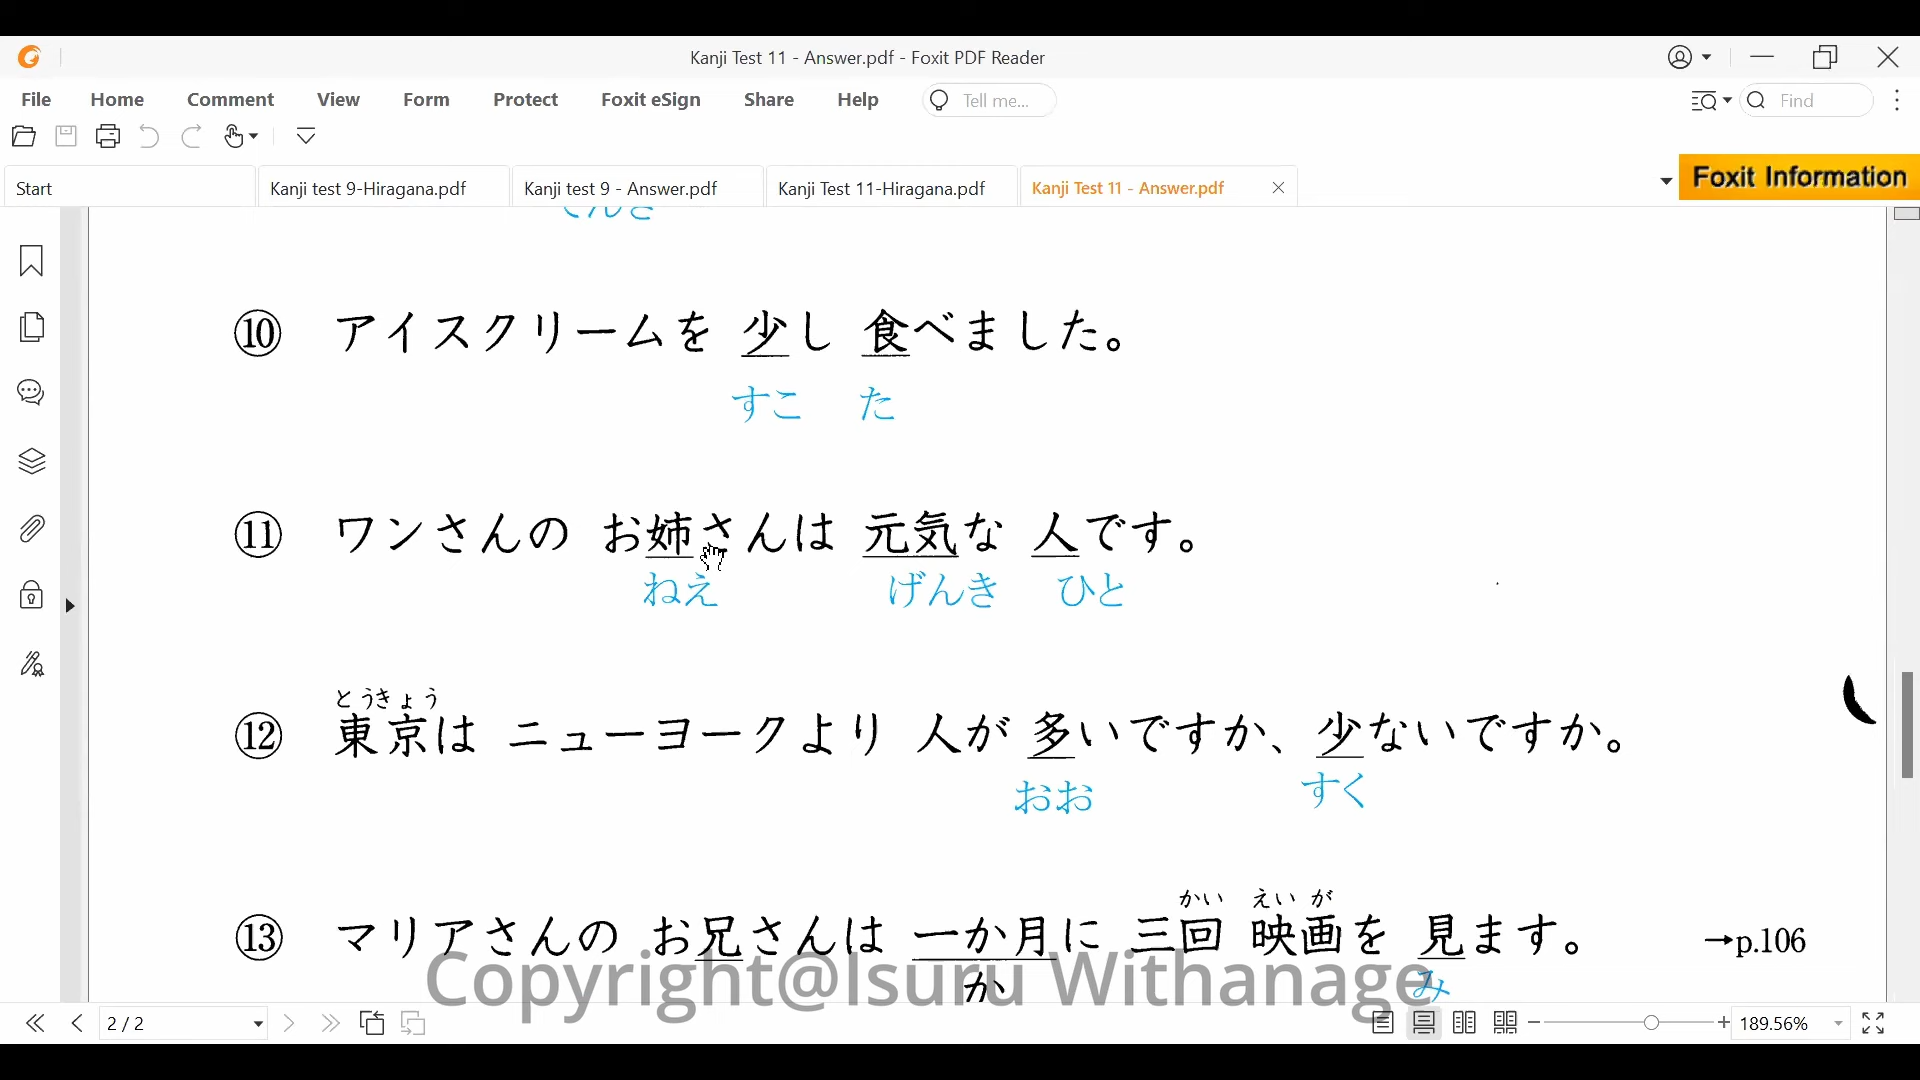 Kanji Test 11 - Answer.pdf - Foxit PDF Reader
File Home Comment View Form Protect Foxit eSign Share Help Tell me... Find
Start Kanji test 9-Hiragana.pdf Kanji test 9 - Answer.pdf Kanji Test 11-Hiragana.pdf Kanji Test 11 - Answer.pdf Foxit Information
⑩ アイスクリームを 少し 食べました。
すこ た
⑪ ワンさんの お姉さんは 元気な 人です。
ねえ げんき ひと
とうきょう
⑫ 東京は ニューヨークより 人が 多いですか、少ないですか。
おお すく
かい えいが
⑬ マリアさんの お兄さんは 一か月に 三回 映画を 見ます。 →p.106
か み
Copyright@Isuru Withanage
2 / 2 189.56%